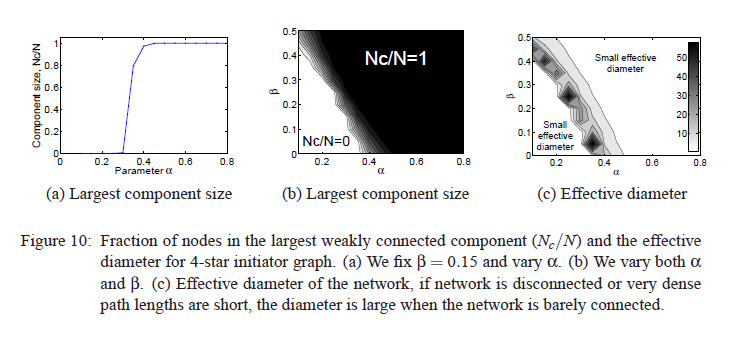 1
0.8
0.6
0.4
0.2
0
0 0.2 0.4 0.6 0.8
Component size, Nc/N
Parameter α
(a) Largest component size
0.5
0.4
0.3
0.2
0.1
0
0.2 0.4 0.6 0.8
β
α
Nc/N=1
Nc/N=0
(b) Largest component size
0.5
0.4
0.3
0.2
0.1
0
0.2 0.4 0.6 0.8
β
α
Small effective
diameter
Small
effective
diameter
50
40
30
20
10
(c) Effective diameter
Figure 10: Fraction of nodes in the largest weakly connected component (Nc/N) and the effective
diameter for 4-star initiator graph. (a) We fix β = 0.15 and vary α. (b) We vary both α
and β. (c) Effective diameter of the network, if network is disconnected or very dense
path lengths are short, the diameter is large when the network is barely connected.